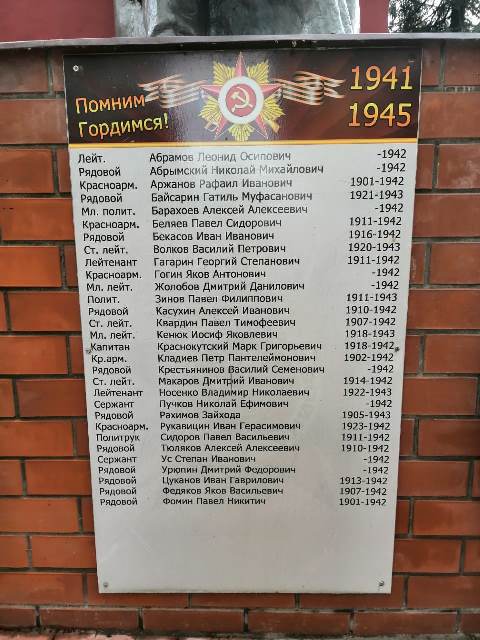 Помним
Гордимся!
1941
1945
Лейт. Абрамов Леонид Осипович -1942
Рядовой Абрымский Николай Михайлович -1942
Красноарм. Аржанов Рафаил Иванович 1901-1942
Рядовой Байсарин Гатиль Муфасанович 1921-1943
Мл. полит. Барахоев Алексей Алексеевич -1942
Красноарм. Беляев Павел Сидорович 1911-1942
Рядовой Бекасов Иван Иванович 1916-1942
Ст. лейт. Волков Василий Петрович 1920-1943
Лейтенант Гагарин Георгий Степанович 1911-1942
Красноарм. Гогин Яков Антонович -1942
Мл. лейт. Жолобов Дмитрий Данилович -1942
Полит. Зинов Павел Филиппович 1911-1943
Рядовой Касухин Алексей Иванович 1910-1942
Ст. лейт. Квардин Павел Тимофеевич 1907-1942
Мл. лейт. Кенюк Иосиф Яковлевич 1918-1943
Капитан Краснокутский Марк Григорьевич 1918-1942
Кр.арм. Кладиев Петр Пантелеймонович 1902-1942
Рядовой Крестьянинов Василий Семенович -1942
Ст. лейт. Макаров Дмитрий Иванович 1914-1942
Лейтенант Носенко Владимир Николаевич 1922-1943
Сержант Пучков Николай Ефимович -1942
Рядовой Рахимов Зайхода 1905-1943
Красноарм. Рукавицин Иван Герасимович 1923-1942
Политрук Сидоров Павел Васильевич 1911-1942
Рядовой Тюляков Алексей Алексеевич 1910-1942
Сержант Ус Степан Иванович -1942
Рядовой Урюпин Дмитрий Федорович -1942
Рядовой Цуканов Иван Гаврилович 1913-1942
Рядовой Федяков Яков Васильевич 1907-1942
Рядовой Фомин Павел Никитич 1901-1942